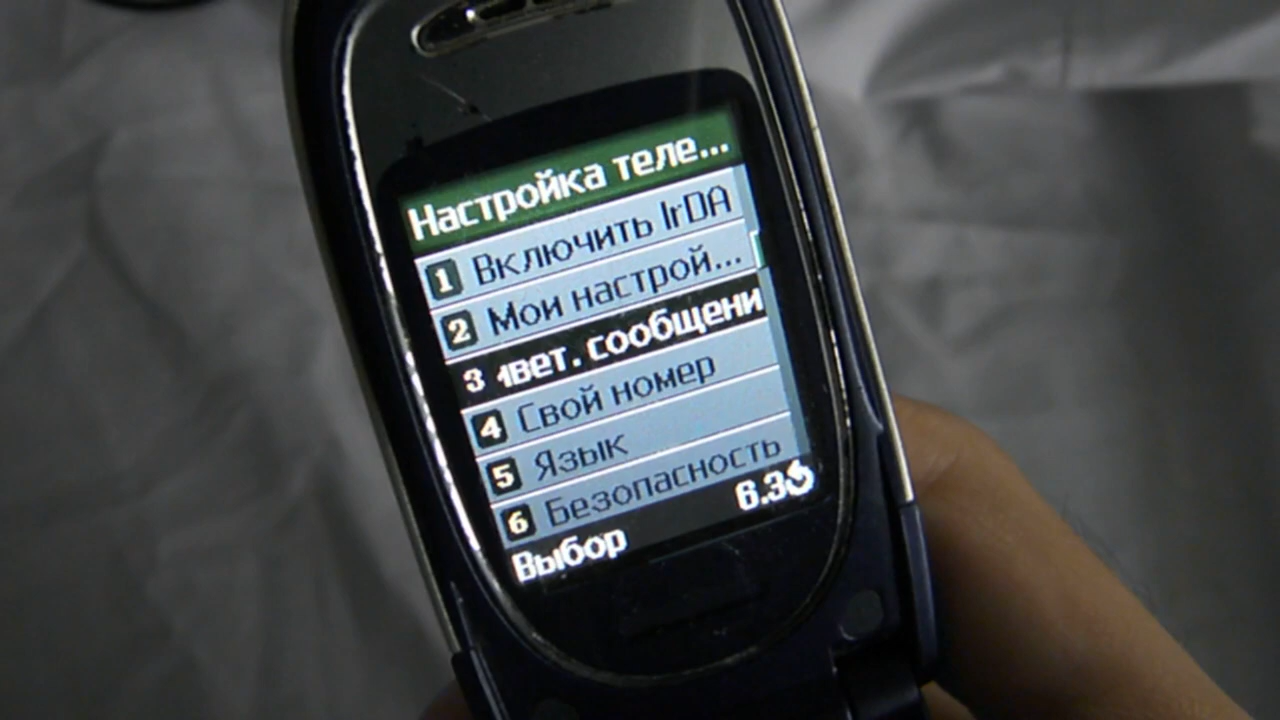 Настройка теле...
1 Включить IrDA
2 Мои настрой...
3 ивет. сообщени
4 Свой номер
5 Язык
6 Безопасность
Выбор 6.3